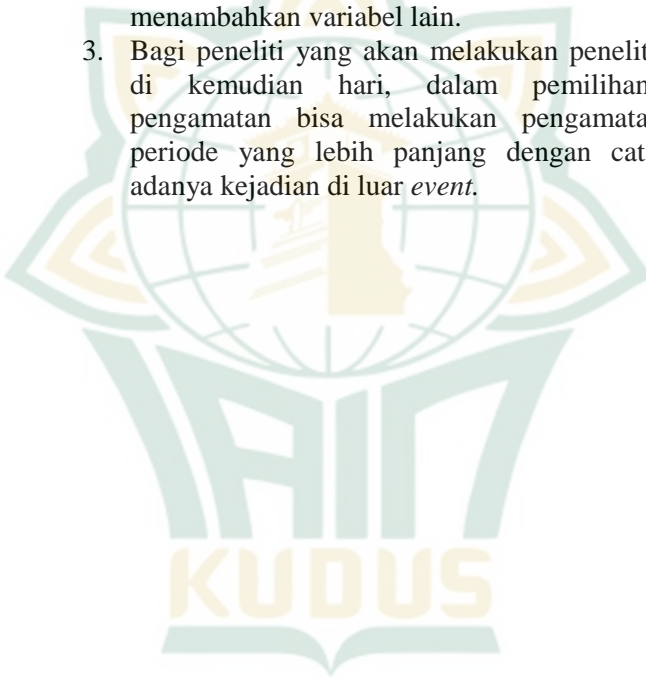 menambahkan variabel lain.
3. Bagi peneliti yang akan melakukan penelit
di kemudian hari, dalam pemilihan
pengamatan bisa melakukan pengamata
periode yang lebih panjang dengan cat
adanya kejadian di luar event.
IAIN
KUDUS